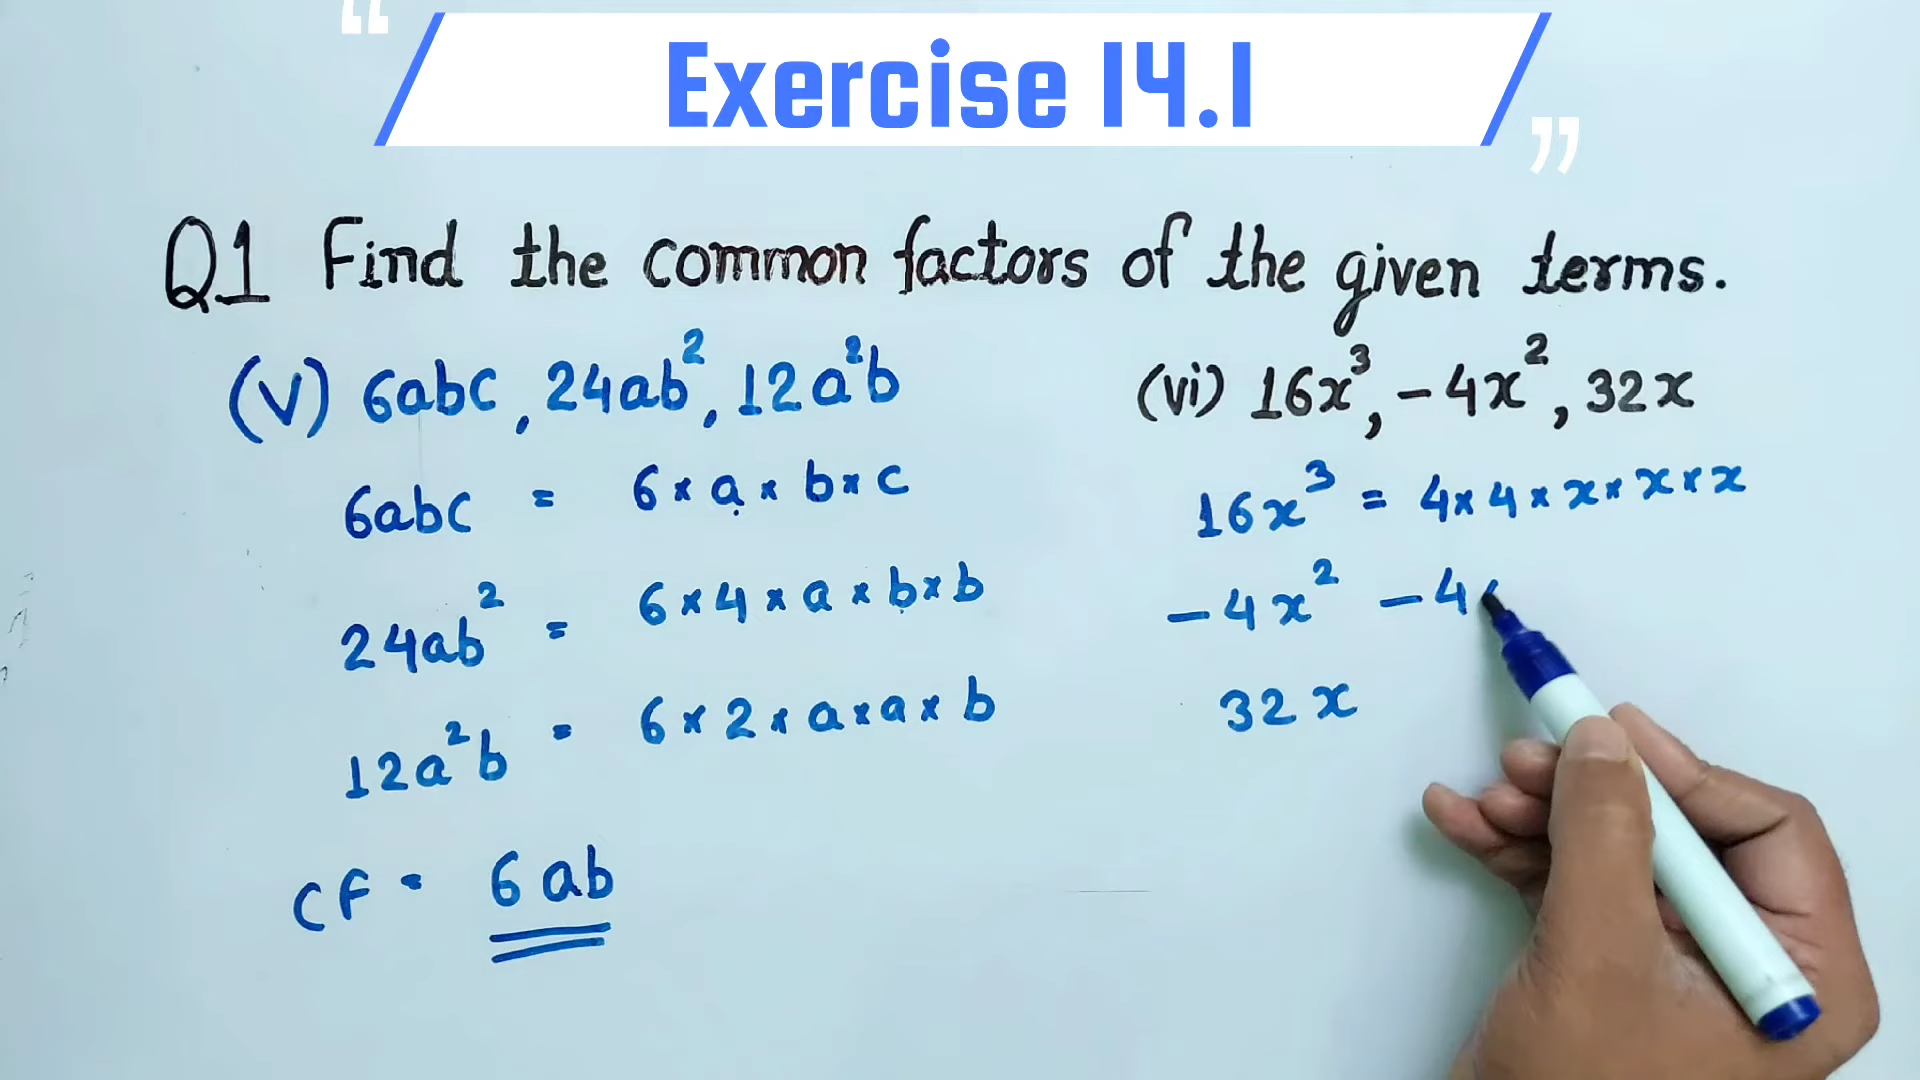 “ Exercise 14.1 ”
Q1 Find the common factors of the given terms.
(v) 6abc, 24ab², 12a²b
6abc = 6 × a × b × c
24ab² = 6 × 4 × a × b × b
12a²b = 6 × 2 × a × a × b
CF = 6ab
(vi) 16x³, -4x², 32x
16x³ = 4 × 4 × x × x × x
-4x² -4
32x